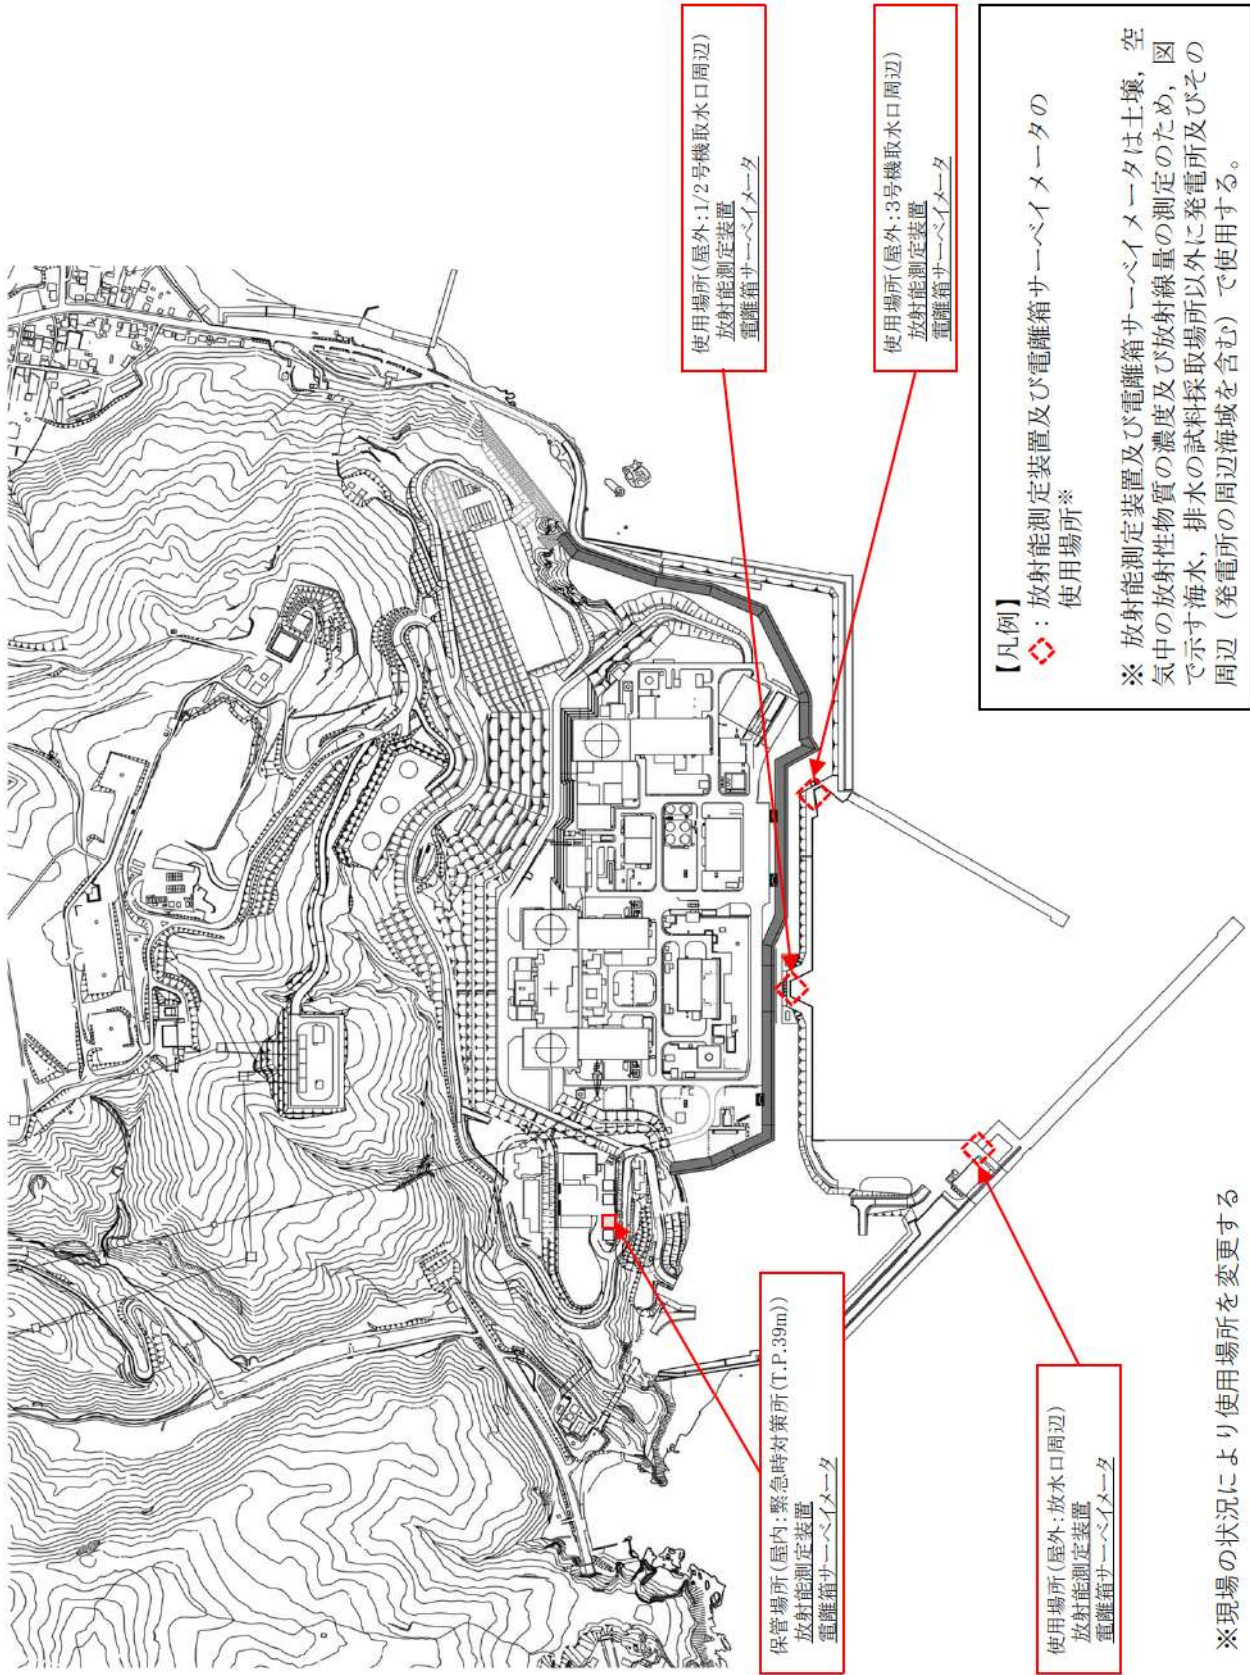 保管場所(屋内:緊急時対策所(T.P.39m))
放射能測定装置
電離箱サーベイメータ
使用場所(屋外:1/2号機取水口周辺)
放射能測定装置
電離箱サーベイメータ
使用場所(屋外:3号機取水口周辺)
放射能測定装置
電離箱サーベイメータ
使用場所(屋外:放水口周辺)
放射能測定装置
電離箱サーベイメータ
【凡例】
:放射能測定装置及び電離箱サーベイメータの
使用場所※
※ 放射能測定装置及び電離箱サーベイメータは土壌,空
気中の放射性物質の濃度及び放射線量の測定のため,図
で示す海水,排水の試料採取場所以外に発電所及びその
周辺(発電所の周辺海域を含む)で使用する。
※現場の状況により使用場所を変更する